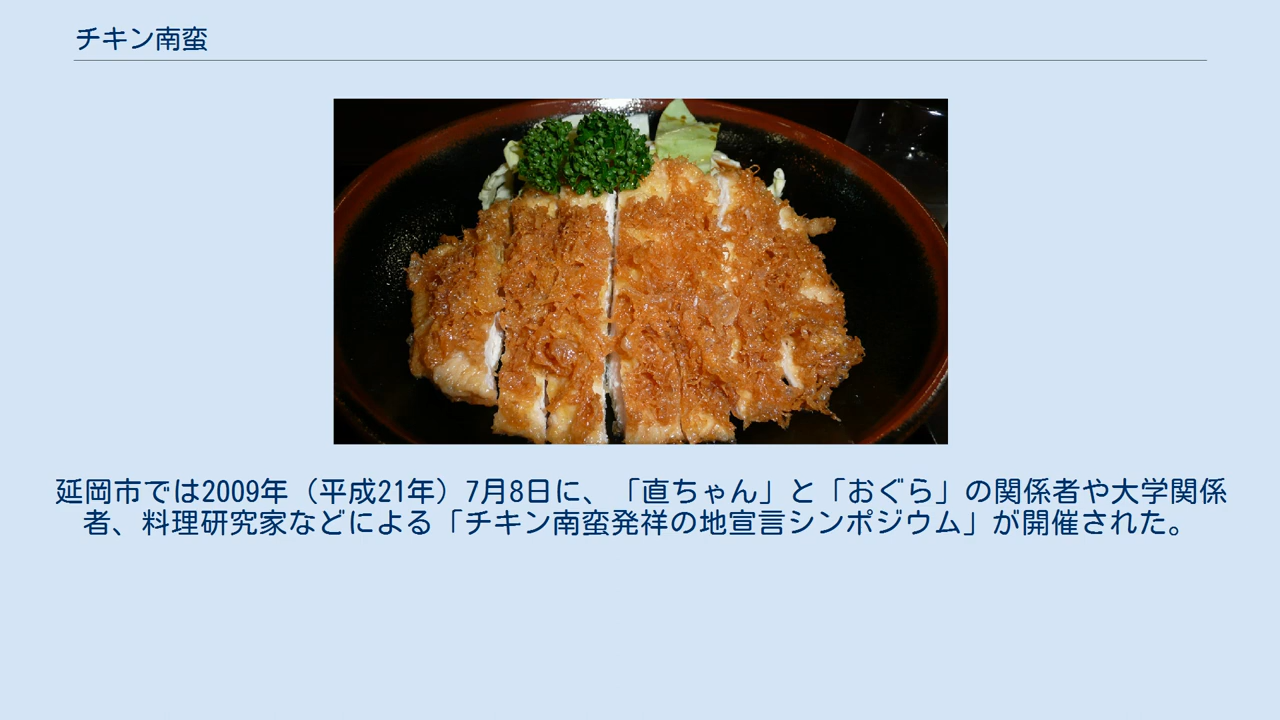 チキン南蛮
延岡市では2009年（平成21年）7月8日に、「直ちゃん」と「おぐら」の関係者や大学関係
者、料理研究家などによる「チキン南蛮発祥の地宣言シンポジウム」が開催された。